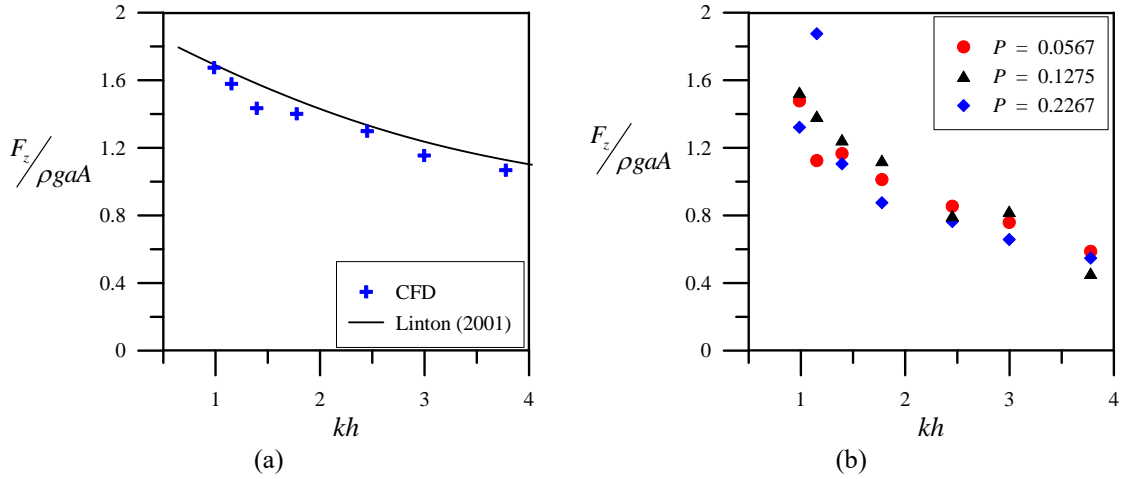 2
1.6
1.2
0.8
0.4
0
F_z/ρgaA
1 2 3 4
kh
CFD
Linton (2001)
(a)
2
1.6
1.2
0.8
0.4
0
F_z/ρgaA
1 2 3 4
kh
P = 0.0567
P = 0.1275
P = 0.2267
(b)